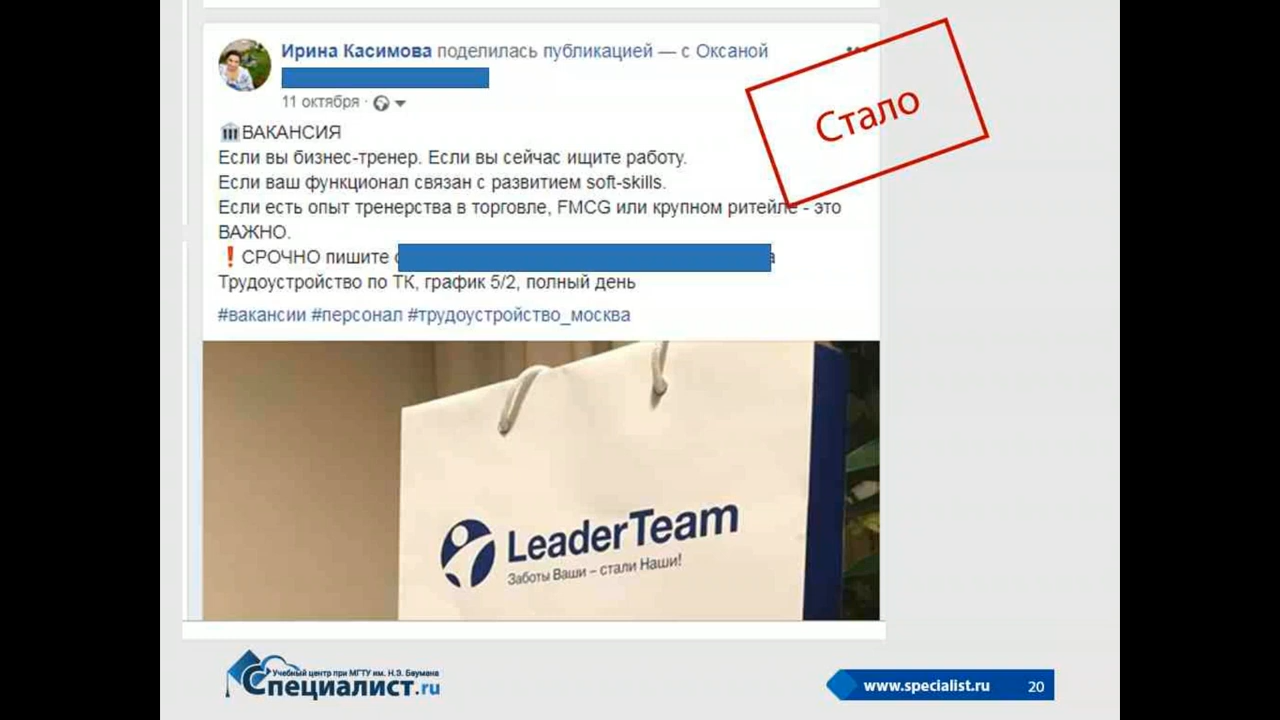 Ирина Касимова поделилась публикацией — с Оксаной
11 октября ·
Стало
ВАКАНСИЯ
Если вы бизнес-тренер. Если вы сейчас ищите работу.
Если ваш функционал связан с развитием soft-skills.
Если есть опыт тренерства в торговле, FMCG или крупном ритейле - это
ВАЖНО.
❗СРОЧНО пишите
Трудоустройство по ТК, график 5/2, полный день
#вакансии #персонал #трудоустройство_москва
LeaderTeam
Заботы Ваши – стали Наши!
Учебный центр при МГТУ им. Н.Э. Баумана
Специалист.ru
www.specialist.ru 20